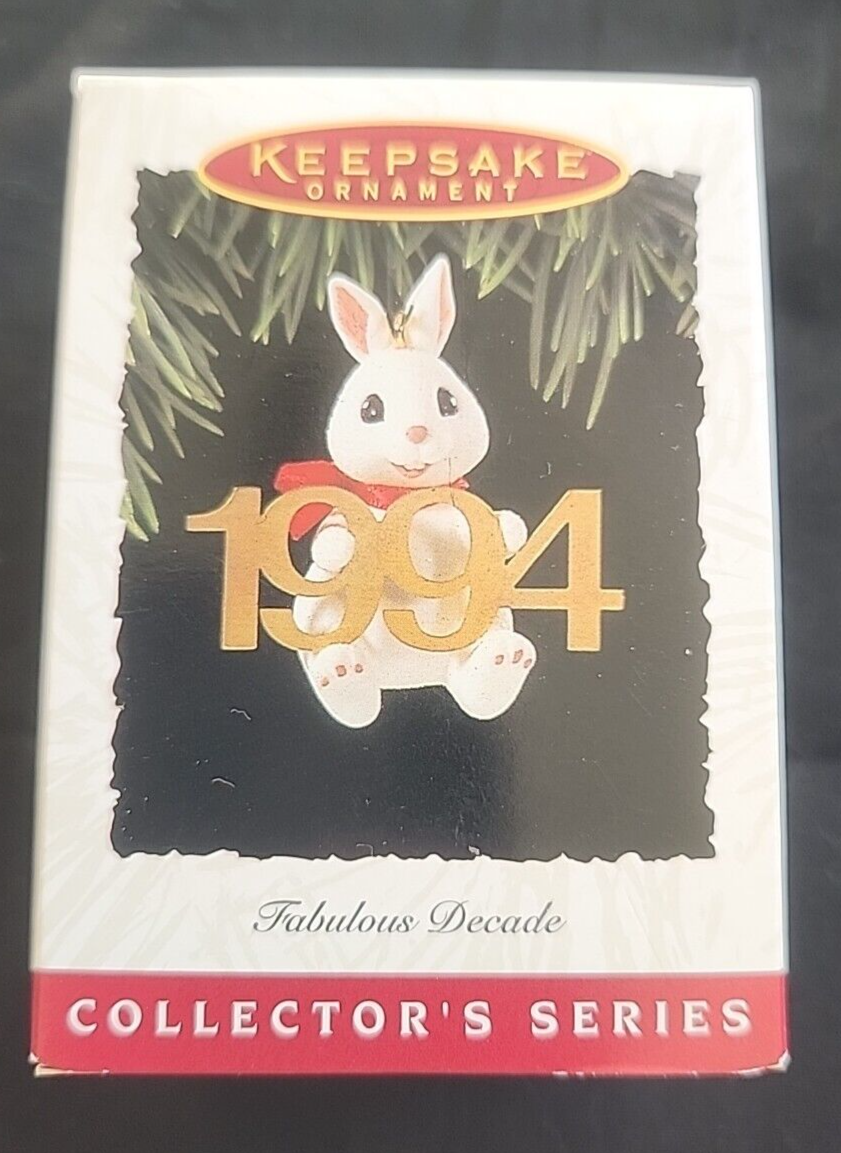 KEEPSAKE
ORNAMENT
1994
Fabulous Decade
COLLECTOR'S SERIES